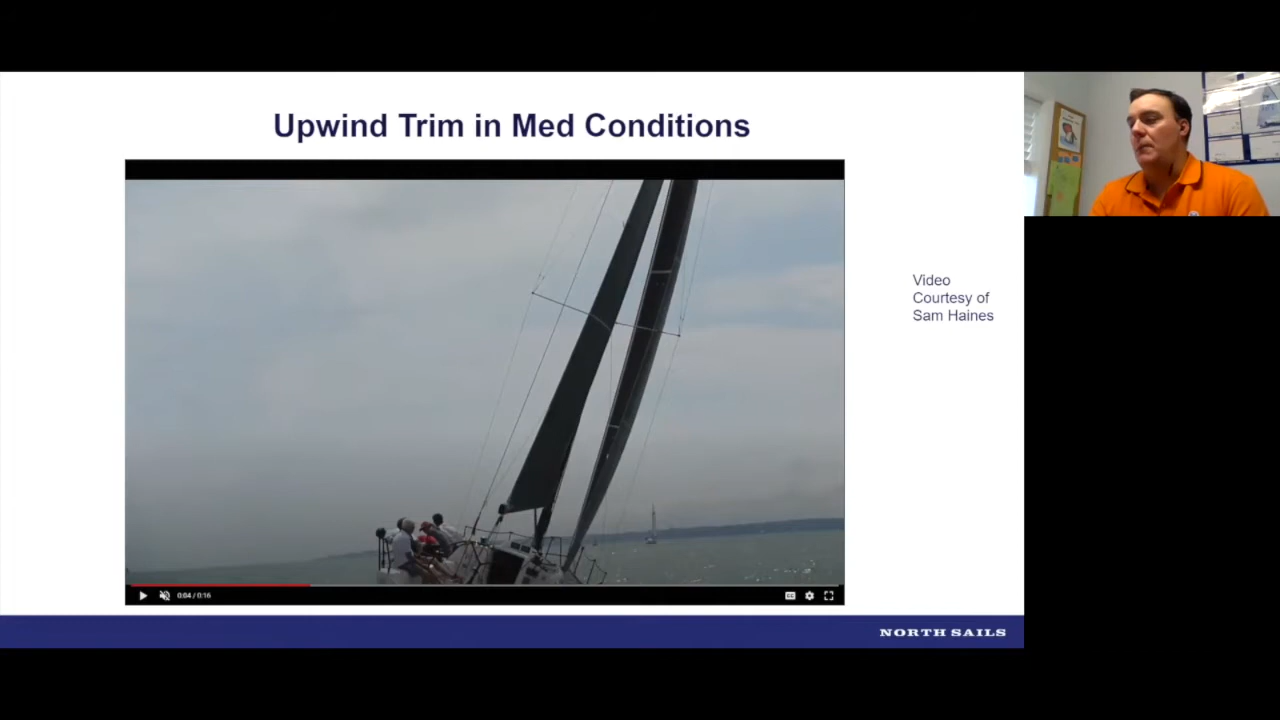 Upwind Trim in Med Conditions
Video
Courtesy of
Sam Haines
0:04 / 0:16
NORTH SAILS